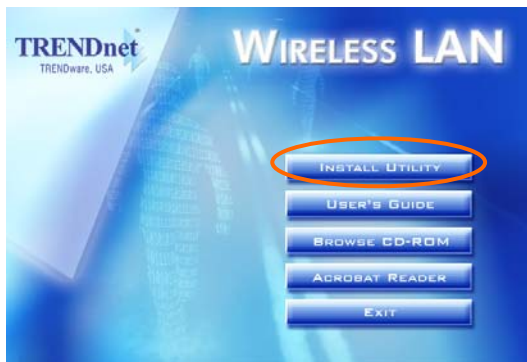 TRENDnet
TRENDware, USA
WIRELESS LAN
INSTALL UTILITY
USER'S GUIDE
BROWSE CD-ROM
ACROBAT READER
EXIT